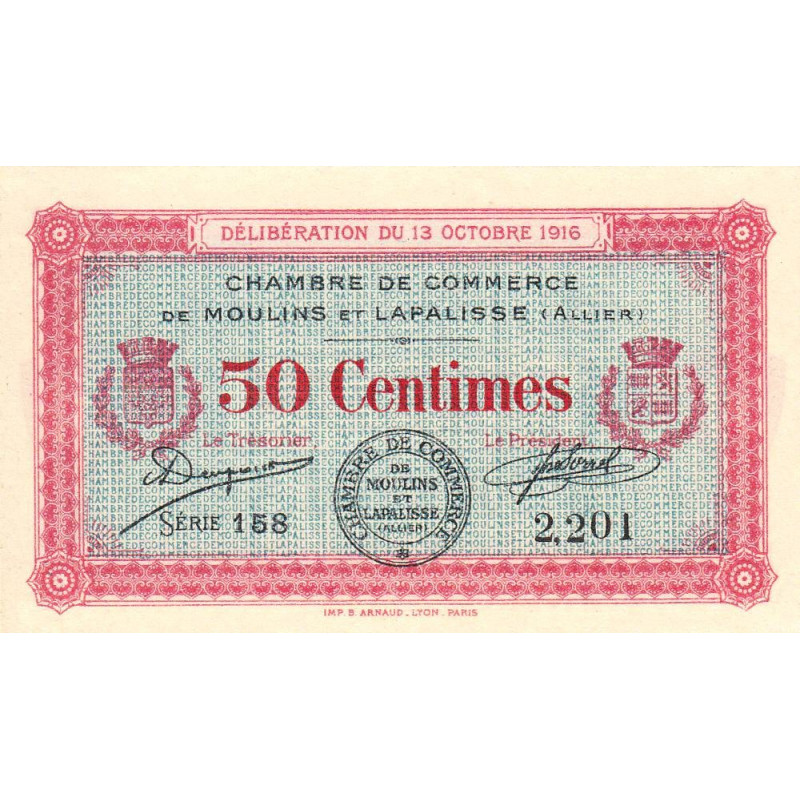 DÉLIBÉRATION DU 13 OCTOBRE 1916
CHAMBRE DE COMMERCE
DE MOULINS ET LAPALISSE (ALLIER)
50 Centimes
Le Trésorier
Le Président
CHAMBRE DE COMMERCE
DE
MOULINS
ET
LAPALISSE
(ALLIER)
SÉRIE 158
2,201
IMP. B. ARNAUD. LYON. PARIS